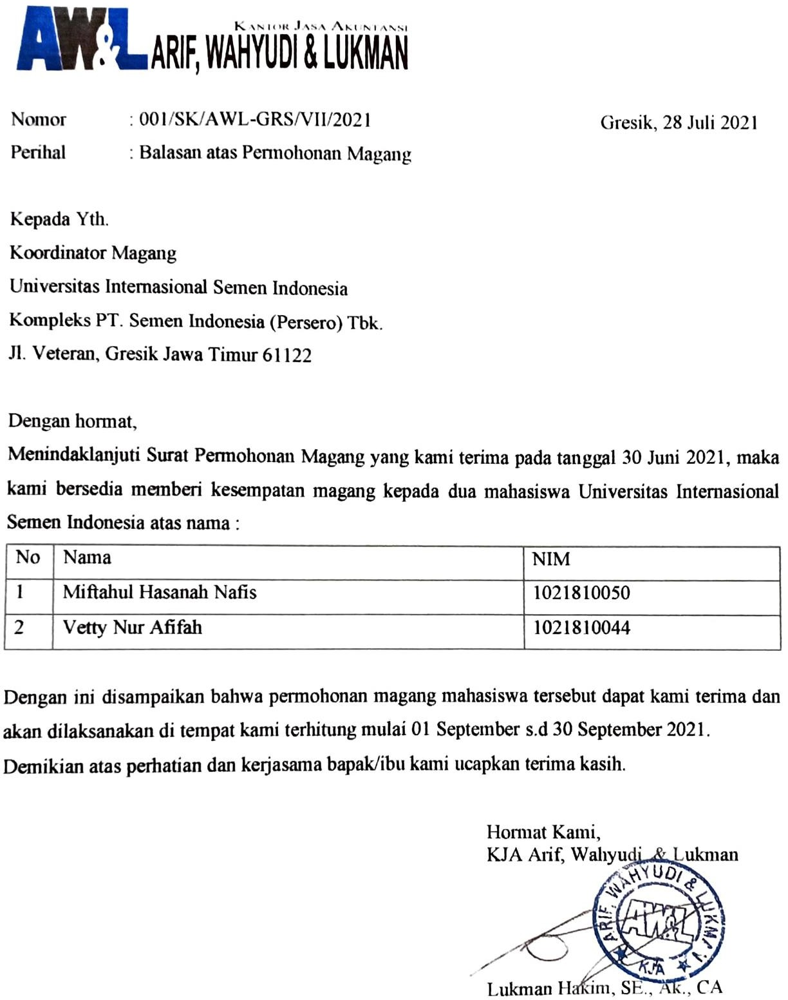 AW&L
KANTOR JASA AKUNTANSI
ARIF, WAHYUDI & LUKMAN
Nomor : 001/SK/AWL-GRS/VII/2021
Gresik, 28 Juli 2021
Perihal : Balasan atas Permohonan Magang
Kepada Yth.
Koordinator Magang
Universitas Internasional Semen Indonesia
Kompleks PT. Semen Indonesia (Persero) Tbk.
Jl. Veteran, Gresik Jawa Timur 61122
Dengan hormat,
Menindaklanjuti Surat Permohonan Magang yang kami terima pada tanggal 30 Juni 2021, maka
kami bersedia memberi kesempatan magang kepada dua mahasiswa Universitas Internasional
Semen Indonesia atas nama :
No Nama NIM
1 Miftahul Hasanah Nafis 1021810050
2 Vetty Nur Afifah 1021810044
Dengan ini disampaikan bahwa permohonan magang mahasiswa tersebut dapat kami terima dan
akan dilaksanakan di tempat kami terhitung mulai 01 September s.d 30 September 2021.
Demikian atas perhatian dan kerjasama bapak/ibu kami ucapkan terima kasih.
Hormat Kami,
KJA Arif, Wahyudi & Lukman
ARIF, WAHYUDI & LUKMAN
AW&L
KJA
Lukman Hakim, SE., Ak., CA